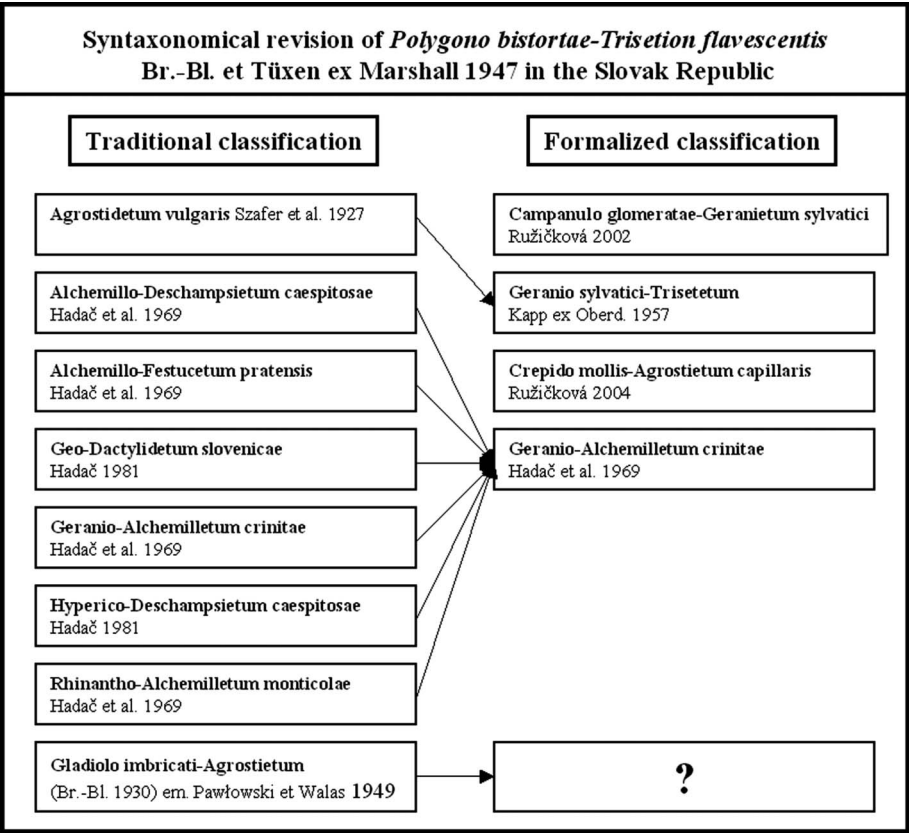 Syntaxonomical revision of Polygono bistortae-Trisetion flavescentis
Br.-Bl. et Tüxen ex Marshall 1947 in the Slovak Republic
Traditional classification
Agrostidetum vulgaris Szafer et al. 1927
Alchemillo-Deschampsietum caespitosae
Hadač et al. 1969
Alchemillo-Festucetum pratensis
Hadač et al. 1969
Geo-Dactylidetum slovenicae
Hadač 1981
Geranio-Alchemilletum crinitae
Hadač et al. 1969
Hyperico-Deschampsietum caespitosae
Hadač 1981
Rhinantho-Alchemilletum monticolae
Hadač et al. 1969
Gladiolo imbricati-Agrostietum
(Br.-Bl. 1930) em. Pawłowski et Walas 1949
Formalized classification
Campanulo glomeratae-Geranietum sylvatici
Ružičková 2002
Geranio sylvatici-Trisetetum
Kapp ex Oberd. 1957
Crepido mollis-Agrostietum capillaris
Ružičková 2004
Geranio-Alchemilletum crinitae
Hadač et al. 1969
?